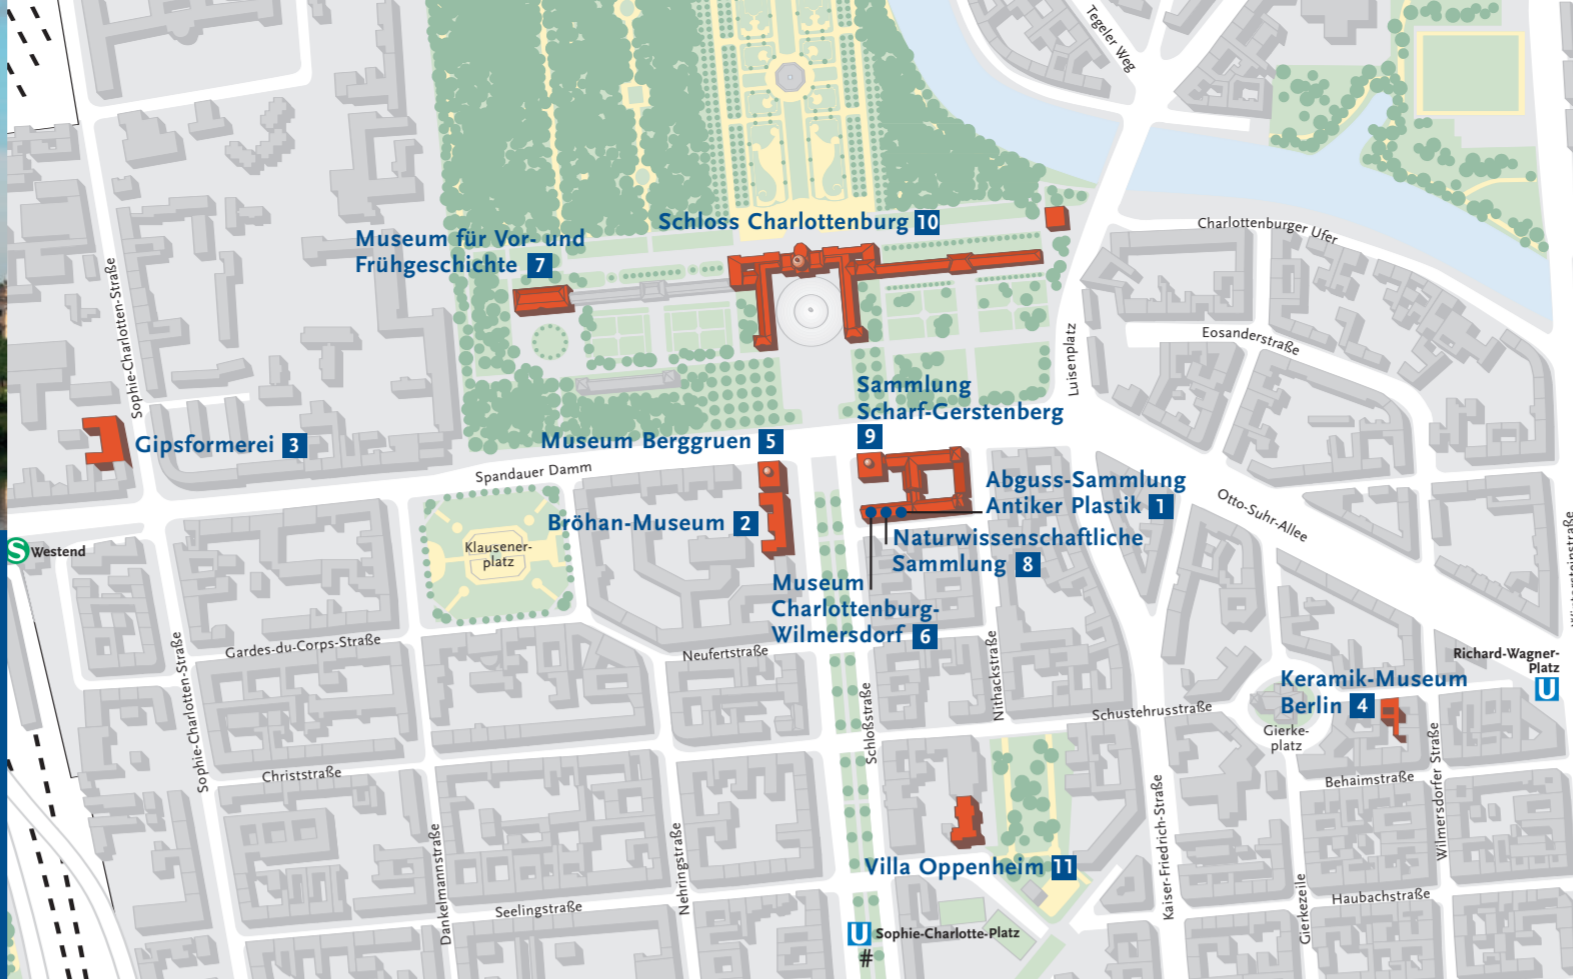 Tegeler Weg
Schloss Charlottenburg 10
Museum für Vor- und
Frühgeschichte 7
Charlottenburger Ufer
Sophie-Charlotten-Straße
Eosanderstraße
Luisenplatz
Sammlung
Scharf-Gerstenberg
9
Gipsformerei 3
Museum Berggruen 5
Spandauer Damm
Abguss-Sammlung
Antiker Plastik 1
Otto-Suhr-Allee
Bröhan-Museum 2
Naturwissenschaftliche
Sammlung 8
S Westend
Klausener-
platz
Museum
Charlottenburg-
Wilmersdorf 6
Gardes-du-Corps-Straße
Neufertstraße
Sophie-Charlotten-Straße
Schloßstraße
Nithackstraße
Schustehrusstraße
Richard-Wagner-
Platz
U
Keramik-Museum
Berlin 4
Gierke-
platz
Christstraße
Behaimstraße
Wilmersdorfer Straße
Dankelmannstraße
Nehringstraße
Kaiser-Friedrich-Straße
Villa Oppenheim 11
Seelingstraße
Haubachstraße
Gierkezeile
U Sophie-Charlotte-Platz
#